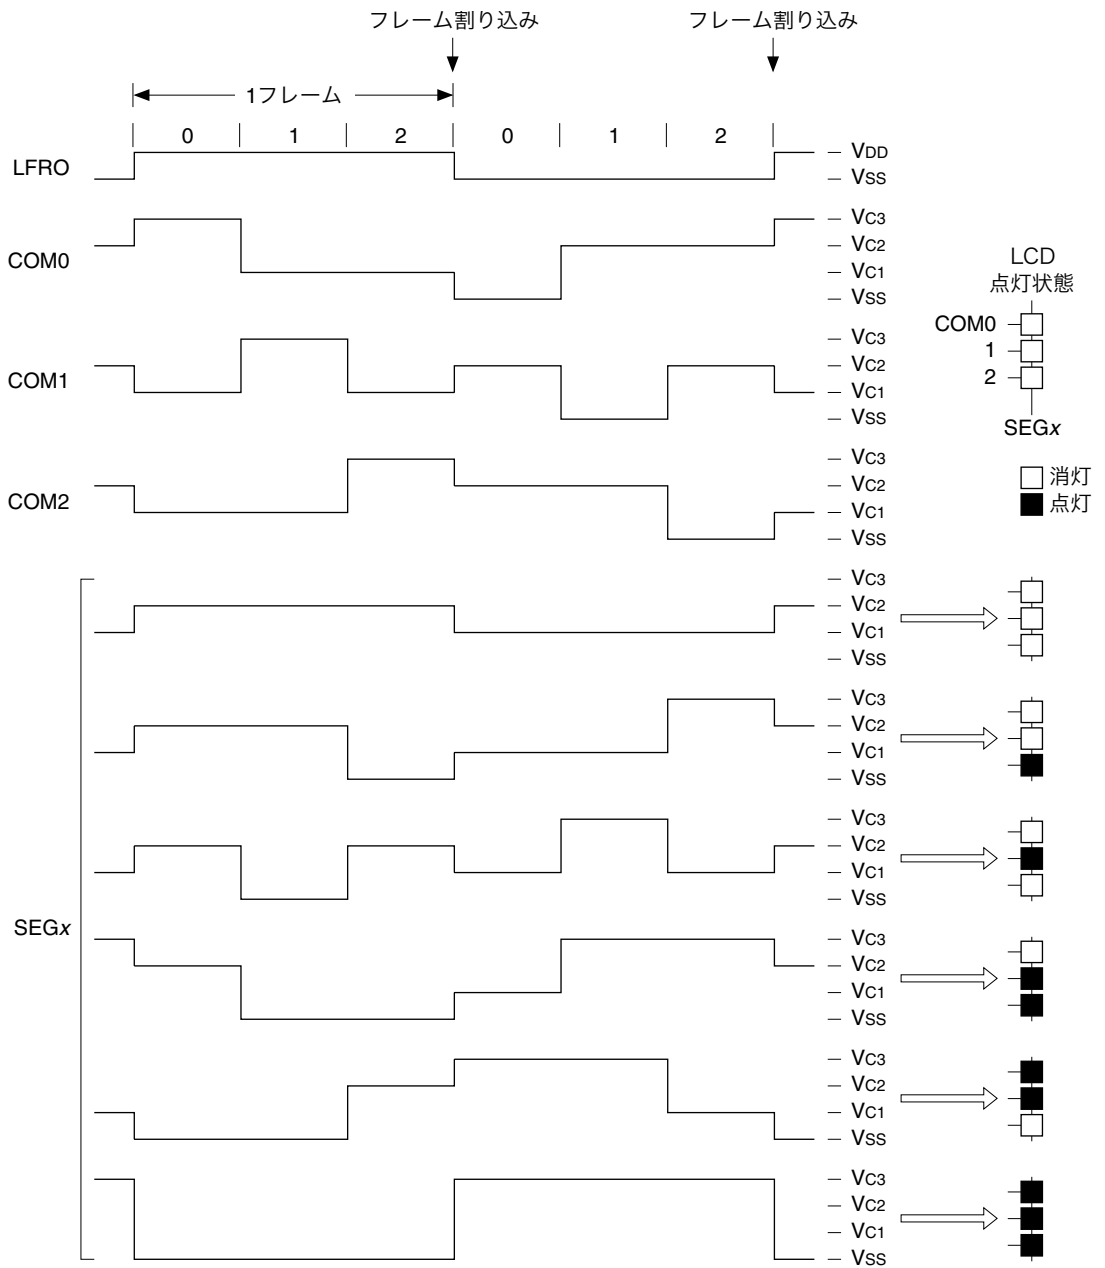 フレーム割り込み フレーム割り込み
1フレーム
0 1 2 0 1 2
LFRO
VDD
VSS
COM0
VC3
VC2
VC1
VSS
COM1
VC3
VC2
VC1
VSS
COM2
VC3
VC2
VC1
VSS
LCD
点灯状態
COM0
1
2
SEGx
消灯
点灯
SEGx
VC3
VC2
VC1
VSS
VC3
VC2
VC1
VSS
VC3
VC2
VC1
VSS
VC3
VC2
VC1
VSS
VC3
VC2
VC1
VSS
VC3
VC2
VC1
VSS